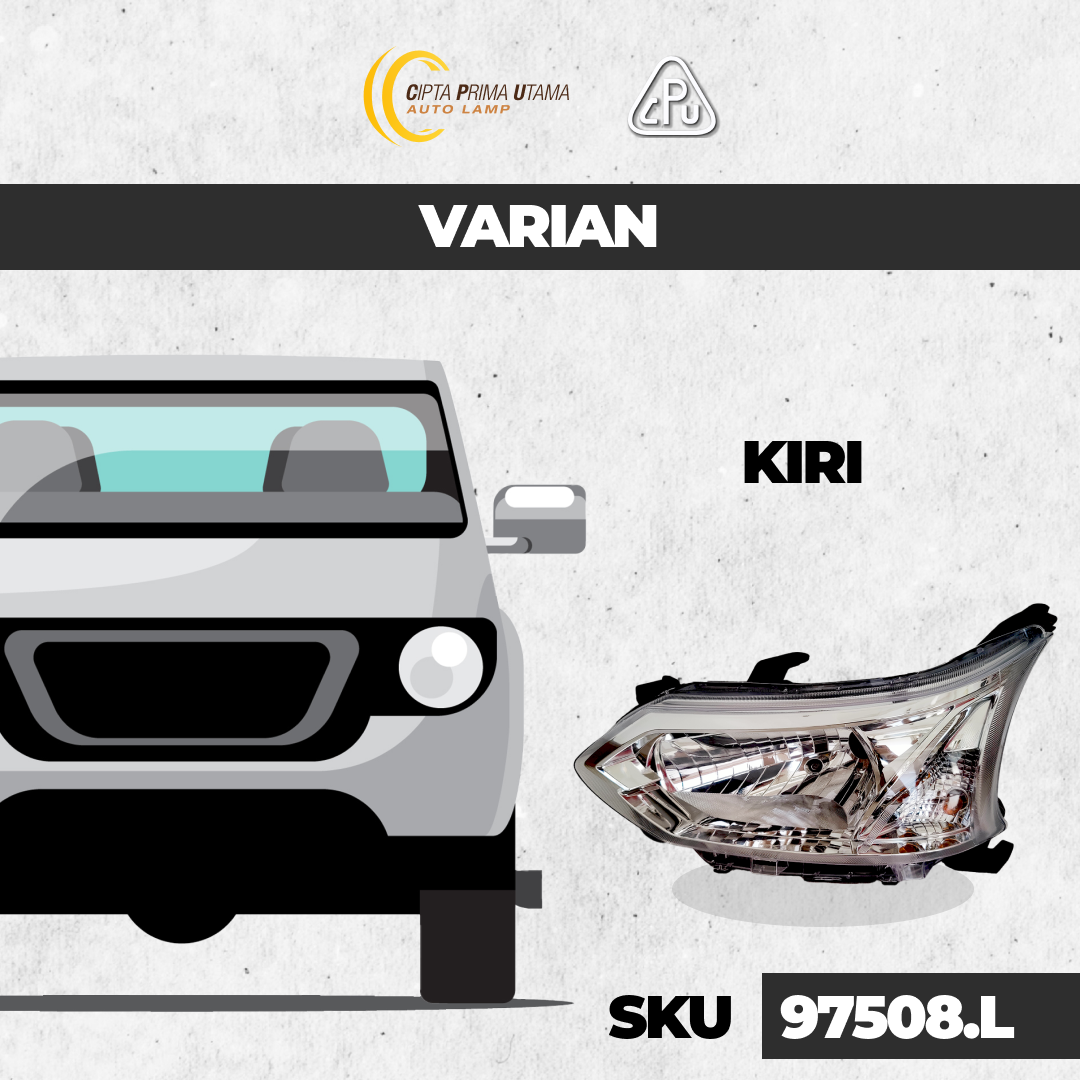 CIPTA PRIMA UTAMA
AUTO LAMP
CPU
VARIAN
KIRI
SKU 97508.L